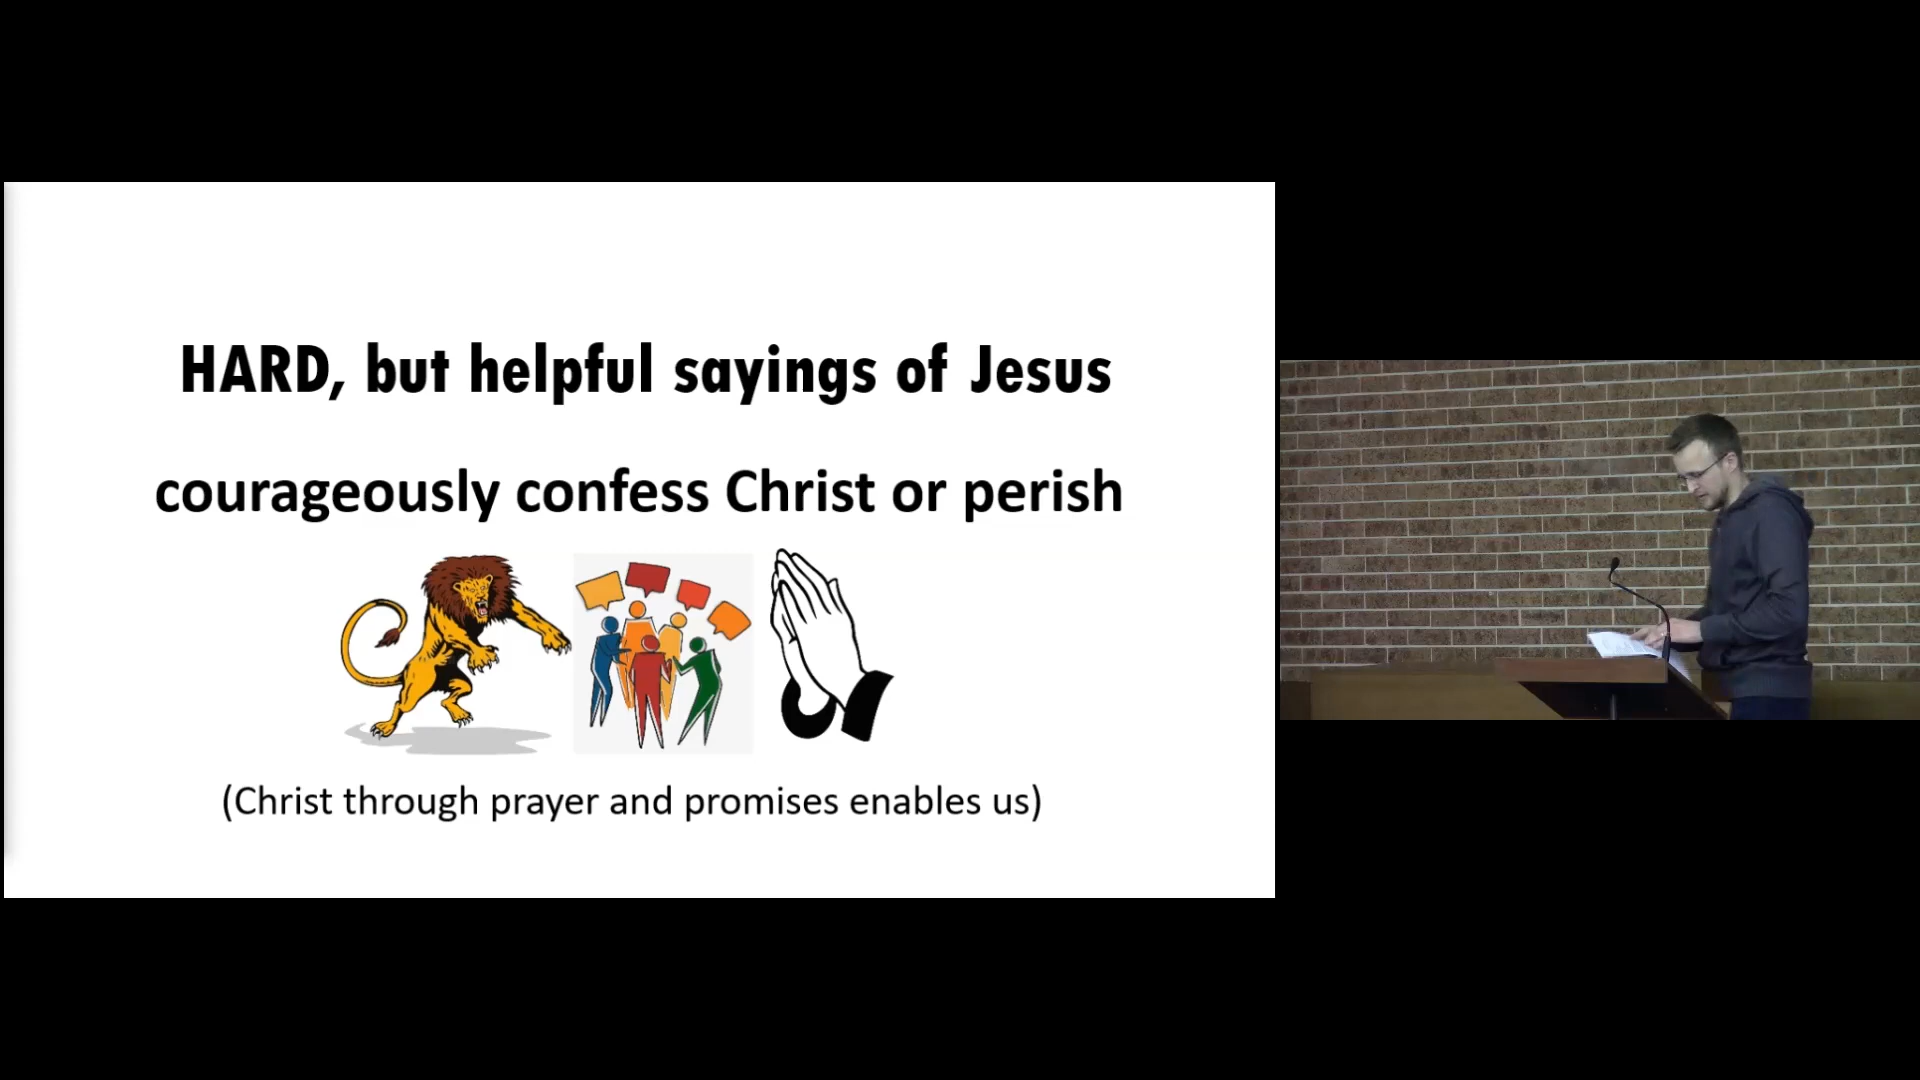 HARD, but helpful sayings of Jesus
courageously confess Christ or perish
(Christ through prayer and promises enables us)